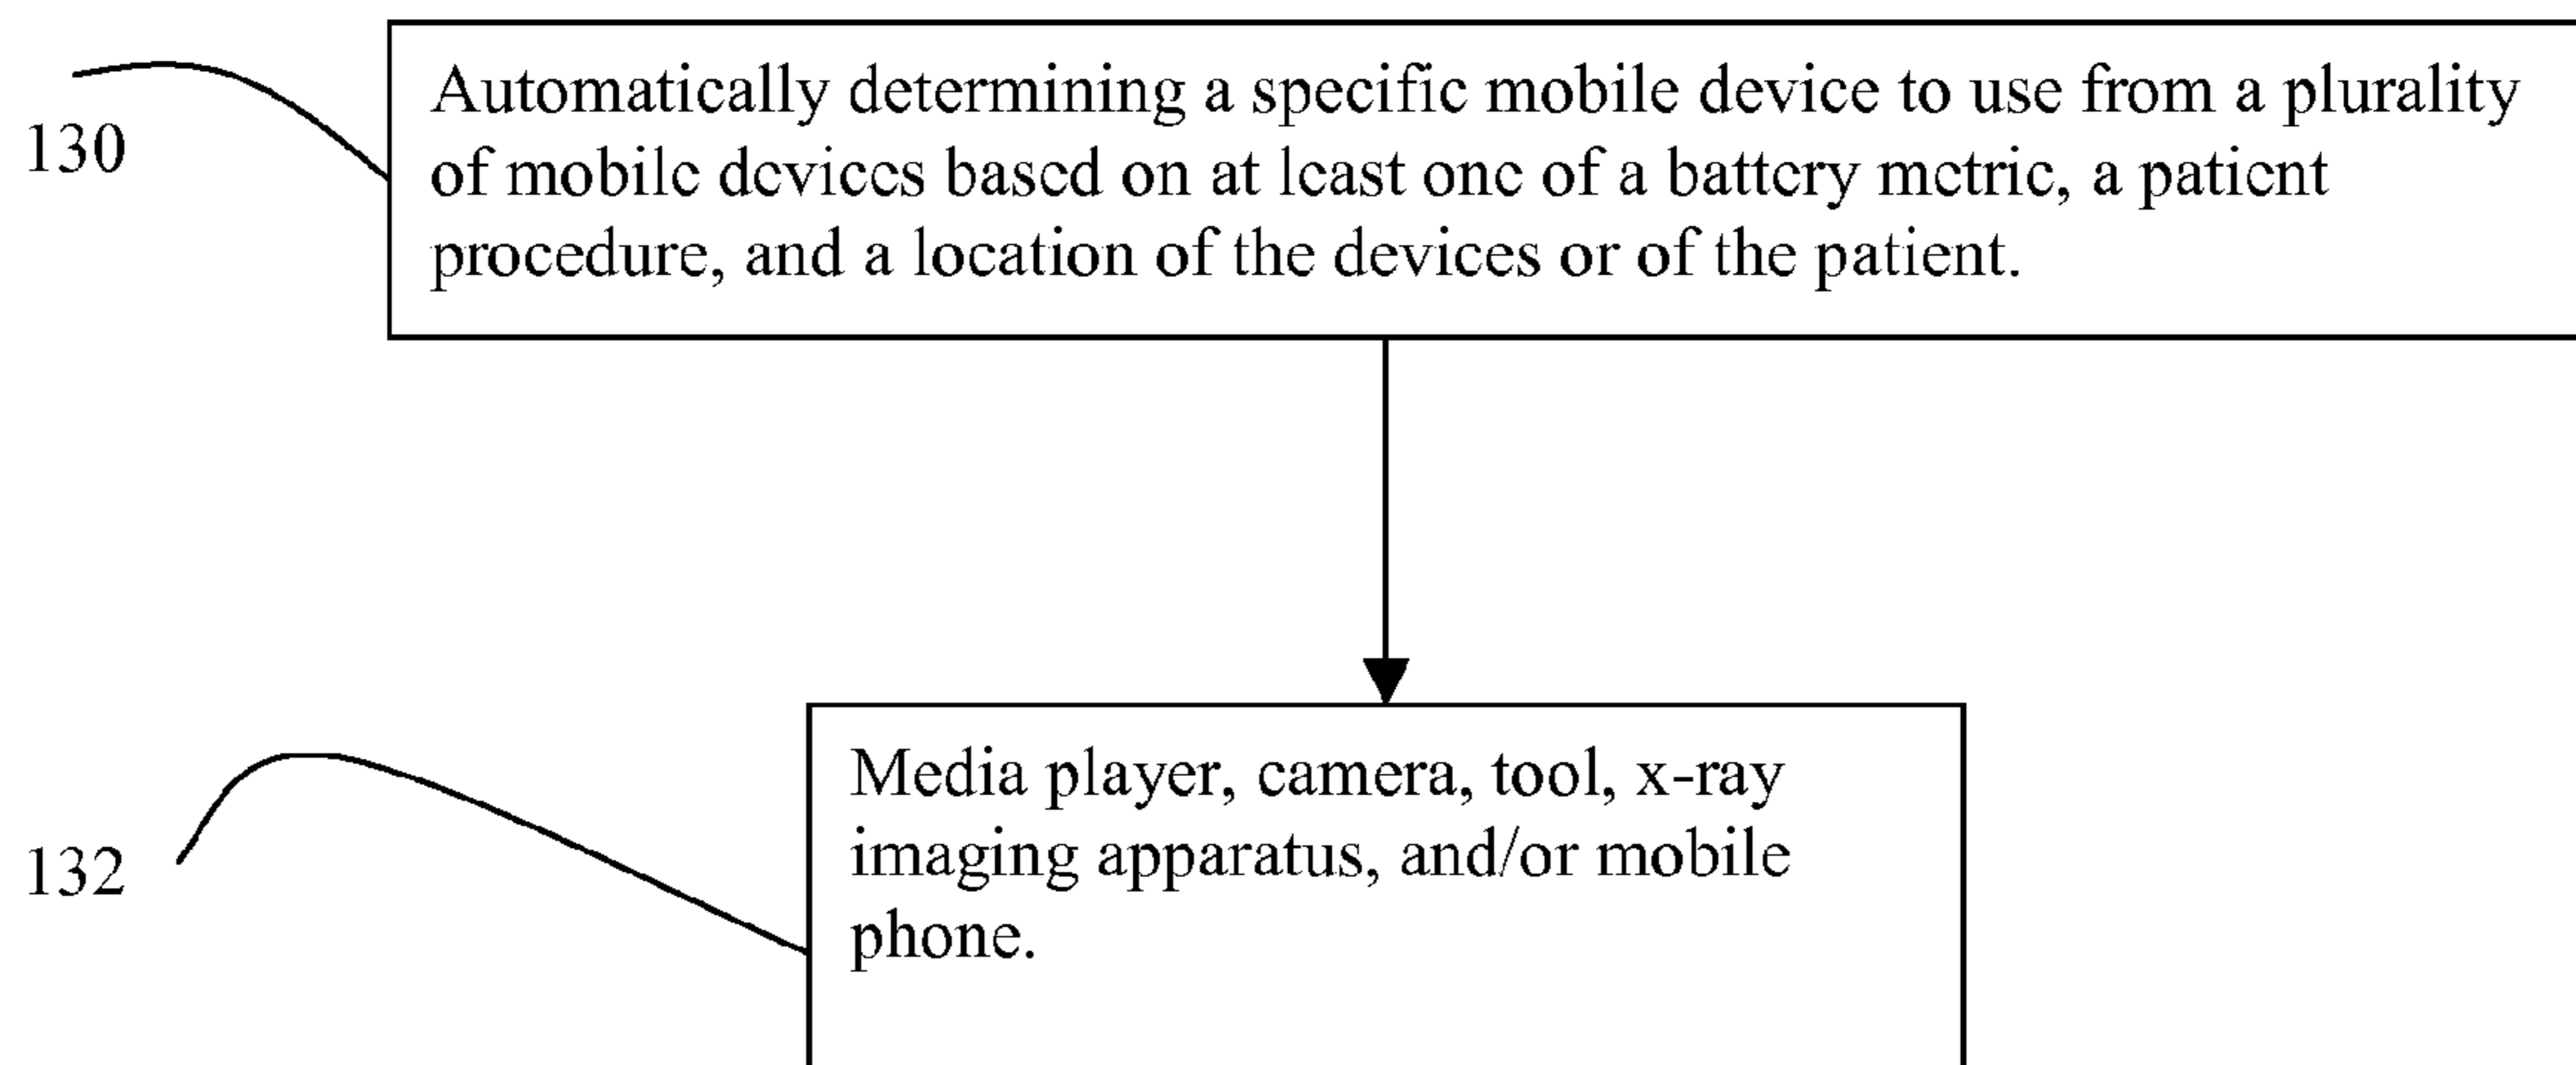 130
Automatically determining a specific mobile device to use from a plurality
of mobile devices based on at least one of a battery metric, a patient
procedure, and a location of the devices or of the patient.
132
Media player, camera, tool, x-ray
imaging apparatus, and/or mobile
phone.